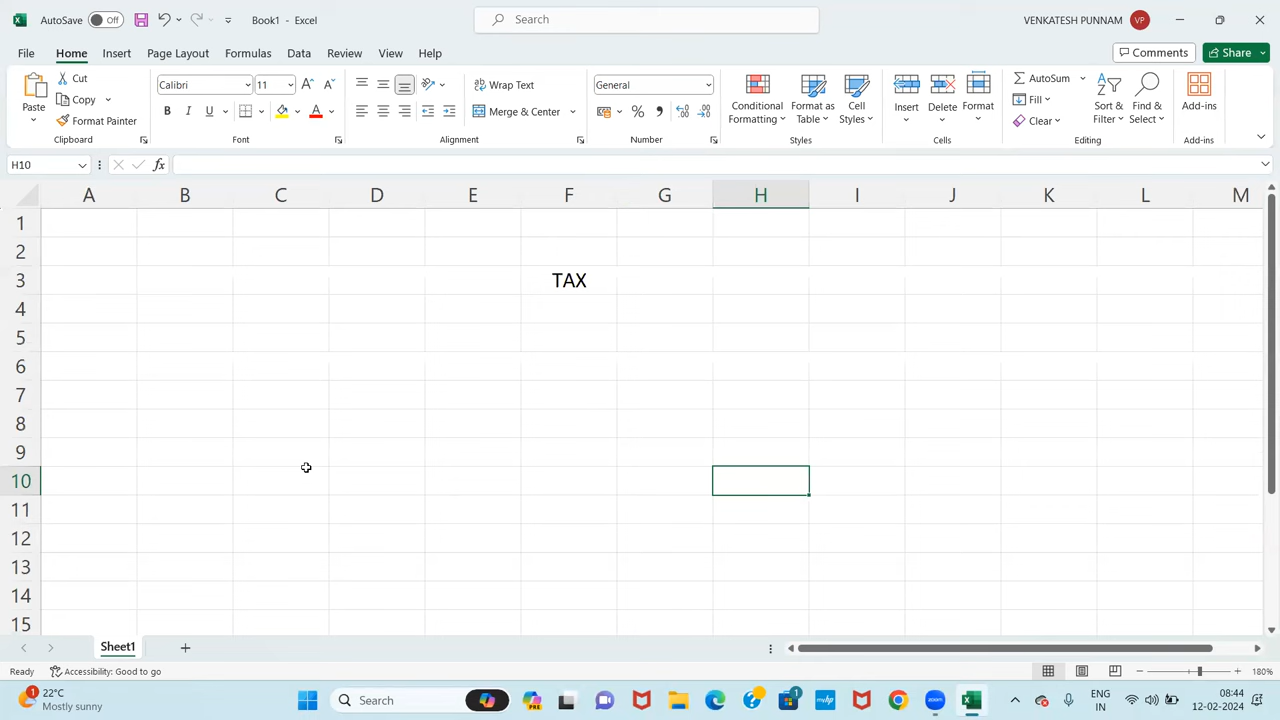 AutoSave Off Book1 - Excel Search VENKATESH PUNNAM VP
File Home Insert Page Layout Formulas Data Review View Help Comments Share
Paste Cut Copy Format Painter Clipboard
Calibri 11 B I U Font
Wrap Text Merge & Center Alignment
General % , Number
Conditional Formatting Format as Table Cell Styles Styles
Insert Delete Format Cells
AutoSum Fill Clear Sort & Filter Find & Select Editing
Add-ins Add-ins
H10 fx
A B C D E F G H I J K L M
1
2
3 TAX
4
5
6
7
8
9
10
11
12
13
14
15
Sheet1
Ready Accessibility: Good to go 180%
1 22°C Mostly sunny Search ENG IN 08:44 12-02-2024